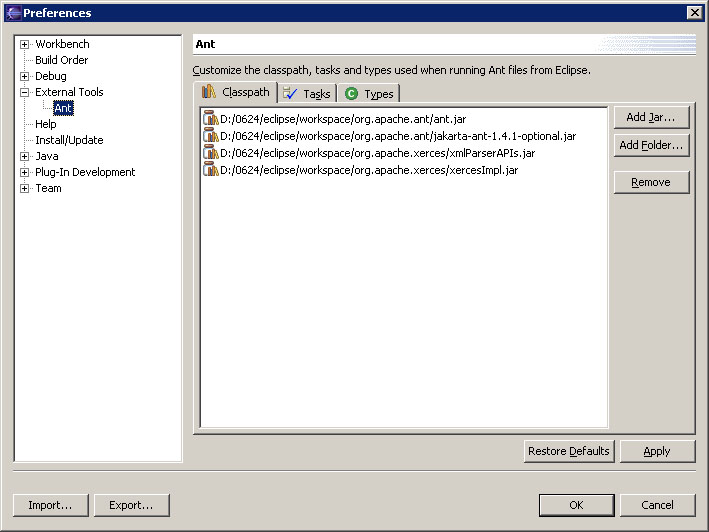 Preferences
Workbench
Build Order
Debug
External Tools
Ant
Help
Install/Update
Java
Plug-In Development
Team
Ant
Customize the classpath, tasks and types used when running Ant files from Eclipse.
Classpath Tasks Types
D:/0624/eclipse/workspace/org.apache.ant/ant.jar
D:/0624/eclipse/workspace/org.apache.ant/jakarta-ant-1.4.1-optional.jar
D:/0624/eclipse/workspace/org.apache.xerces/xmlParserAPIs.jar
D:/0624/eclipse/workspace/org.apache.xerces/xercesImpl.jar
Add Jar...
Add Folder...
Remove
Restore Defaults Apply
Import... Export... OK Cancel